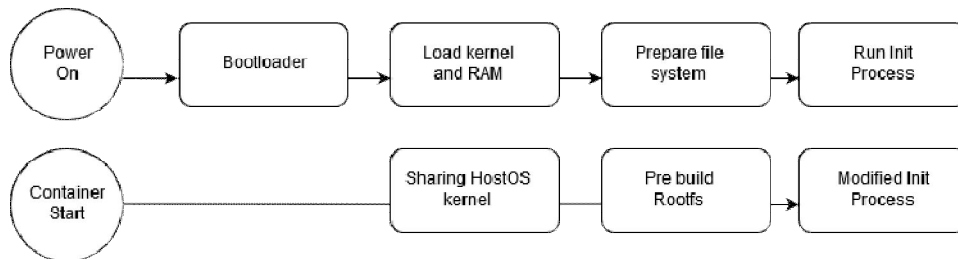 Power
On
Bootloader
Load kernel
and RAM
Prepare file
system
Run Init
Process
Container
Start
Sharing HostOS
kernel
Pre build
Rootfs
Modified Init
Process